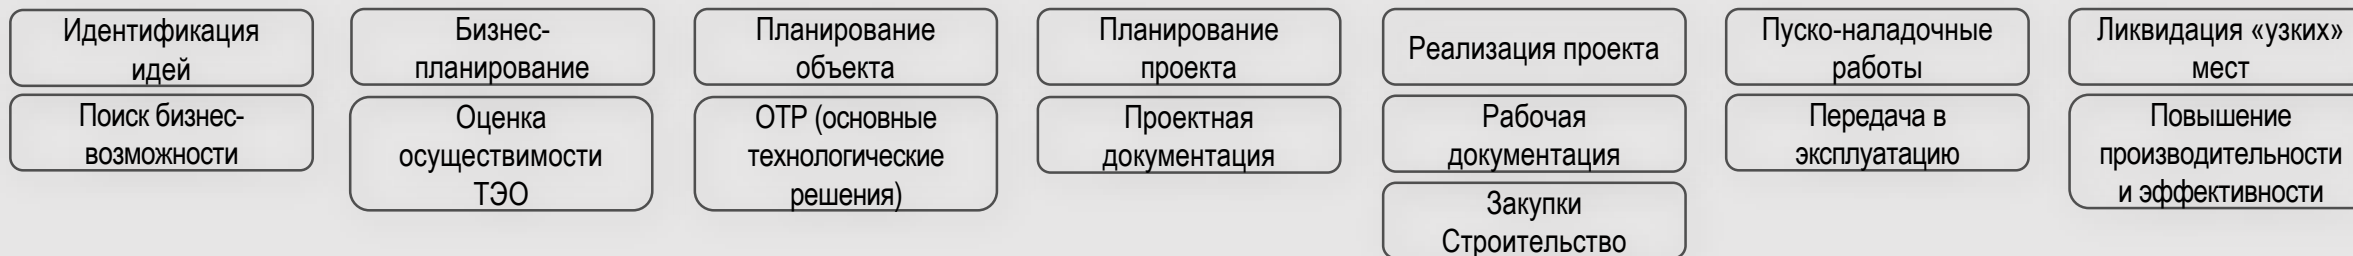 Идентификация
идей
Поиск бизнес-
возможности
Бизнес-
планирование
Оценка
осуществимости
ТЭО
Планирование
объекта
ОТР (основные
технологические
решения)
Планирование
проекта
Проектная
документация
Реализация проекта
Рабочая
документация
Закупки
Строительство
Пуско-наладочные
работы
Передача в
эксплуатацию
Ликвидация «узких»
мест
Повышение
производительности
и эффективности